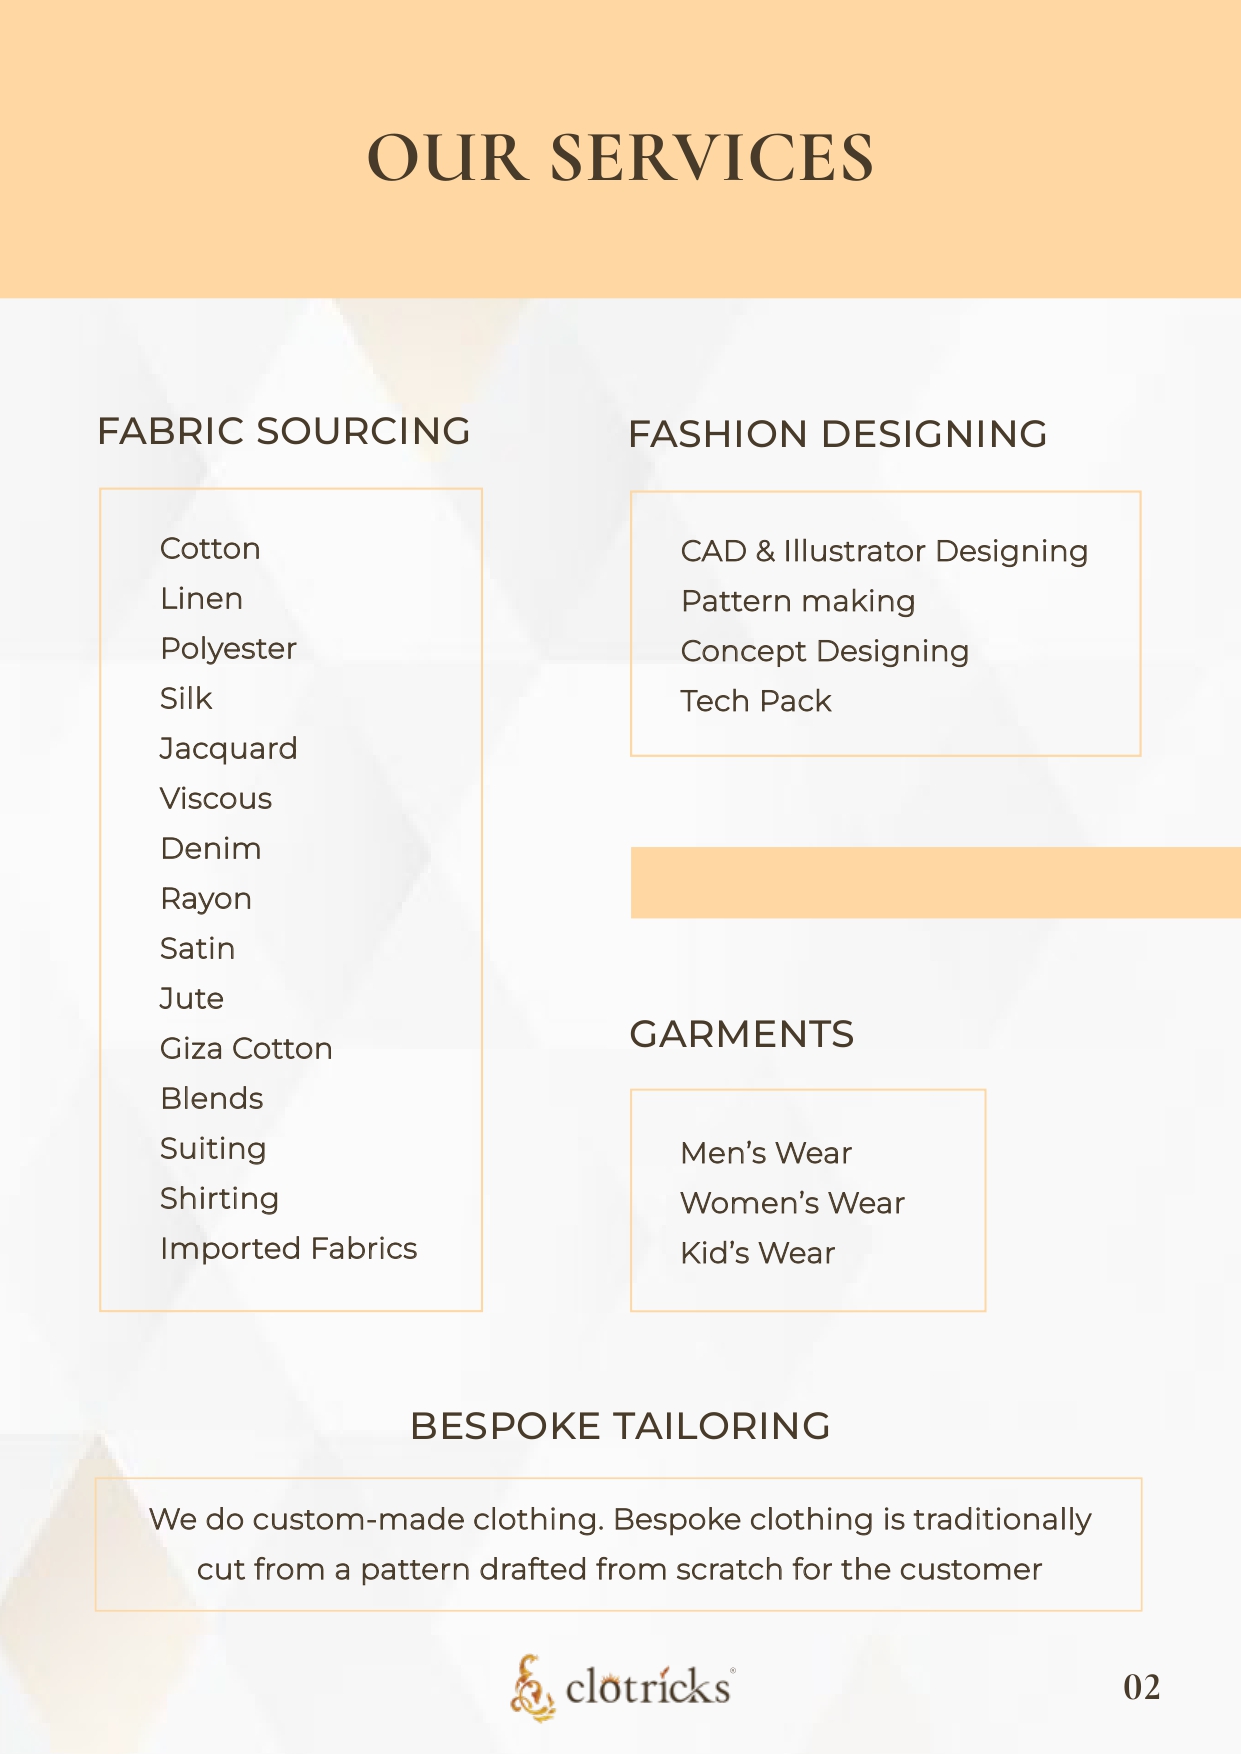 OUR SERVICES
FABRIC SOURCING
Cotton
Linen
Polyester
Silk
Jacquard
Viscous
Denim
Rayon
Satin
Jute
Giza Cotton
Blends
Suiting
Shirting
Imported Fabrics
FASHION DESIGNING
CAD & Illustrator Designing
Pattern making
Concept Designing
Tech Pack
GARMENTS
Men’s Wear
Women’s Wear
Kid’s Wear
BESPOKE TAILORING
We do custom-made clothing. Bespoke clothing is traditionally
cut from a pattern drafted from scratch for the customer
clotricks®
02